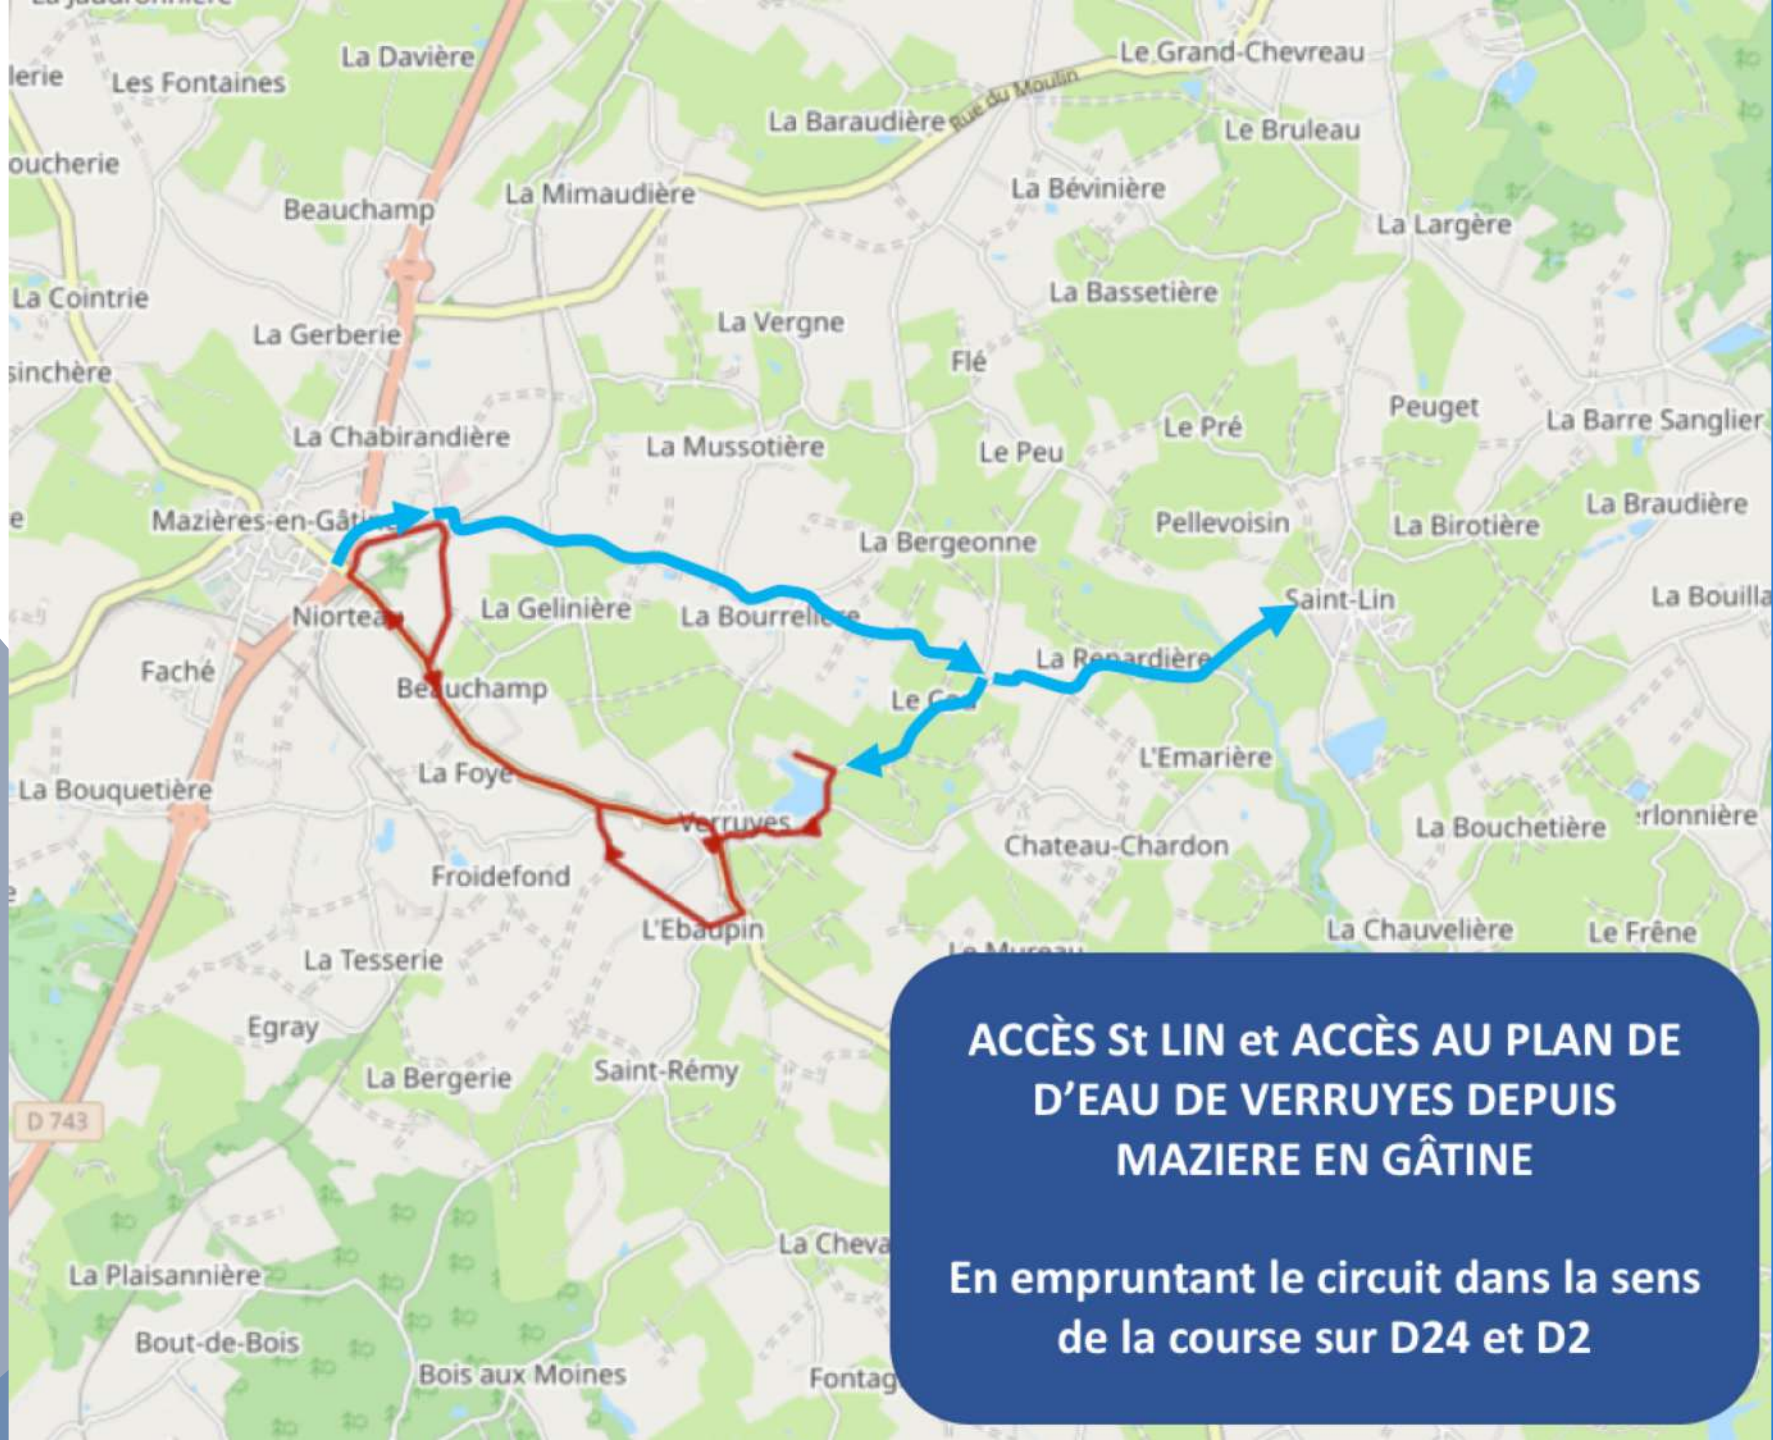 La Davière
Le Grand-Chevreau
Les Fontaines
Rue du Moulin
La Baraudière
Le Bruleau
La Mimaudière
La Bévinière
Beauchamp
La Largère
La Cointrie
La Bassetière
La Gerberie
La Vergne
Flé
Peuget
La Barre Sanglier
La Chabirandière
Le Pré
La Mussotière
Le Peu
La Braudière
Mazières-en-Gâtine
Pellevoisin
La Birotière
La Bergeonne
Saint-Lin
La Gelinière
La Bourrelière
Faché
La Renardière
Beauchamp
L'Emarière
La Foye
La Bouquetière
Verruyes
La Bouchetière
Chateau-Chardon
Froidefond
L'Ebaupin
La Chauvelière
Le Frêne
La Tesserie
Egray
Saint-Rémy
La Bergerie
D 743
ACCÈS St LIN et ACCÈS AU PLAN DE
D'EAU DE VERRUYES DEPUIS
MAZIERE EN GÂTINE
En empruntant le circuit dans la sens
de la course sur D24 et D2
La Plaisannière
Bout-de-Bois
Bois aux Moines